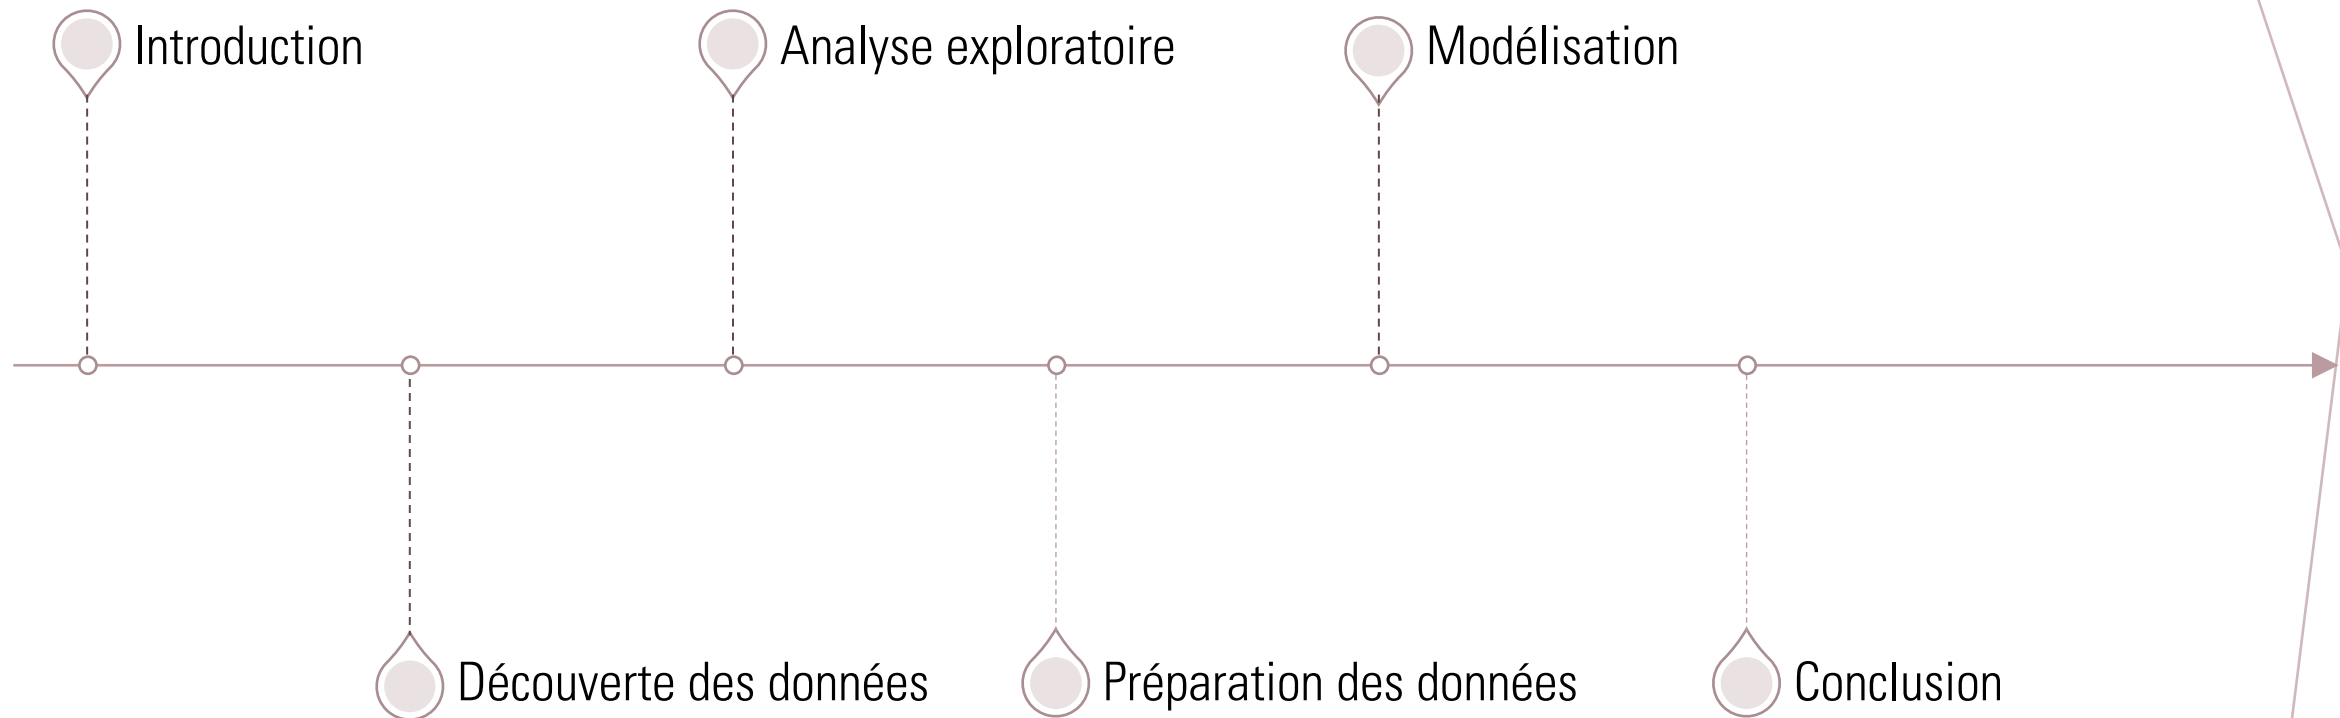 Introduction
Analyse exploratoire
Modélisation
Découverte des données
Préparation des données
Conclusion